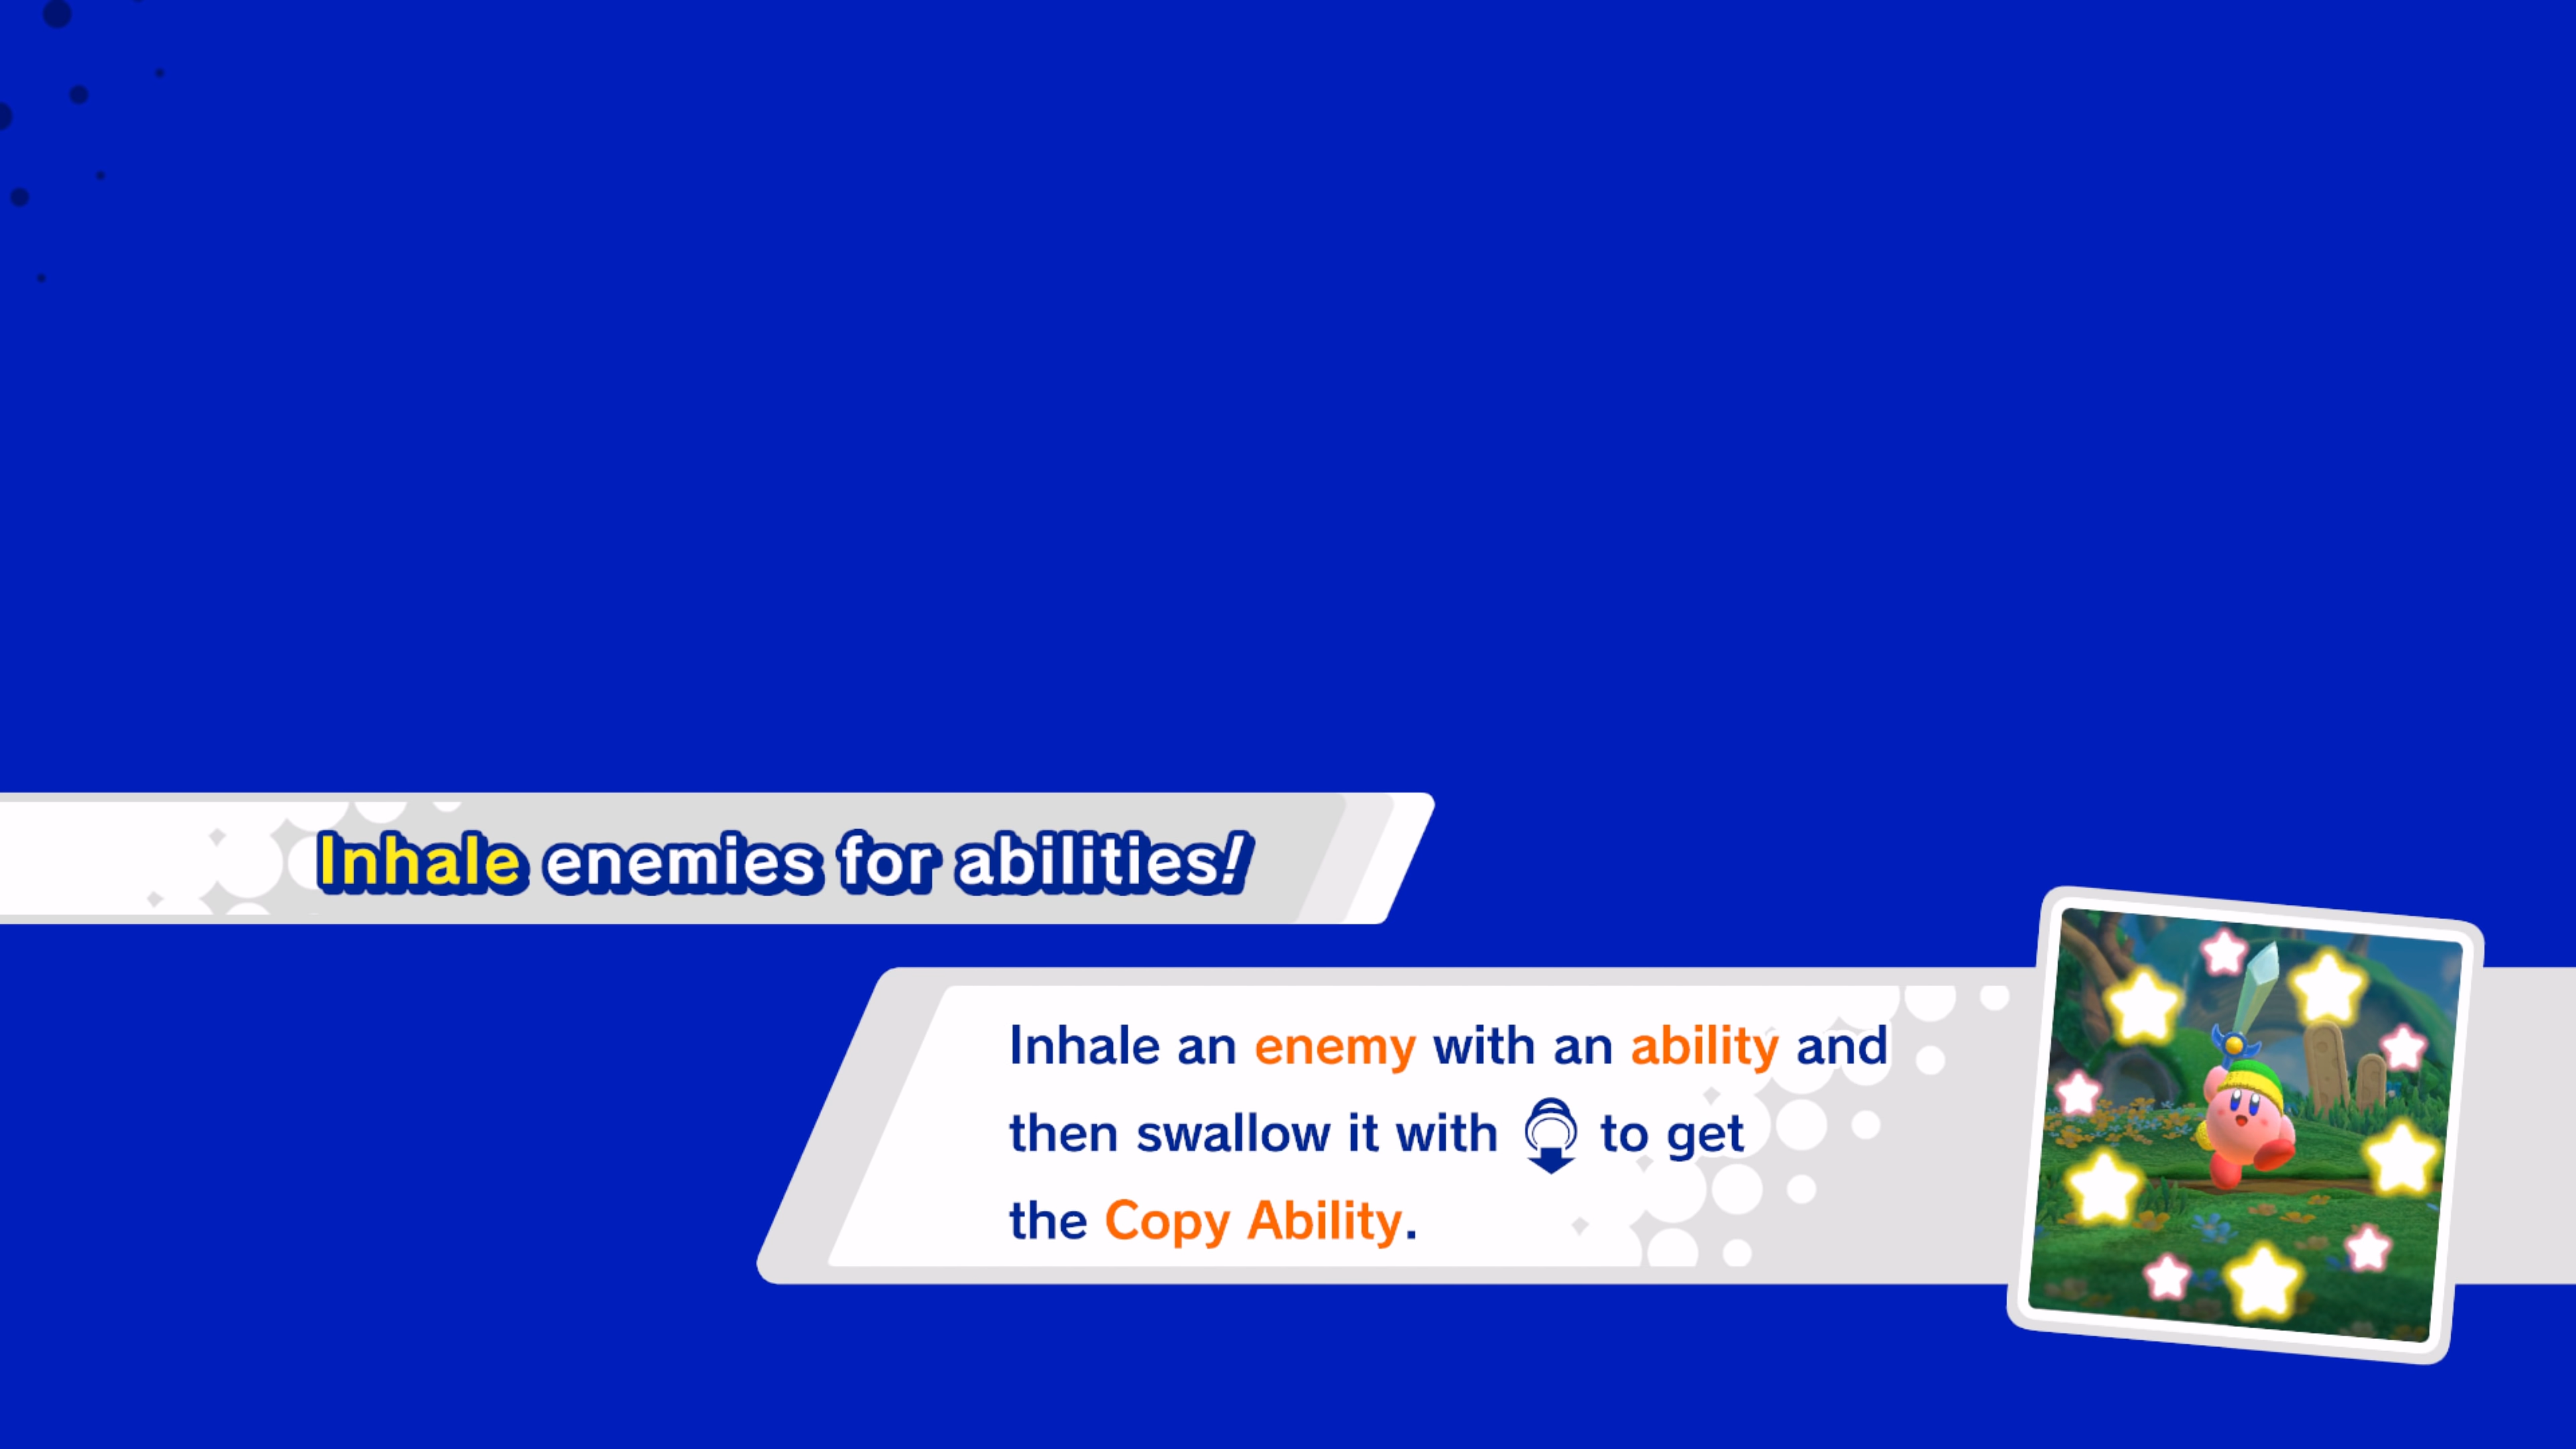 Inhale enemies for abilities!
Inhale an enemy with an ability and
then swallow it with to get
the Copy Ability.